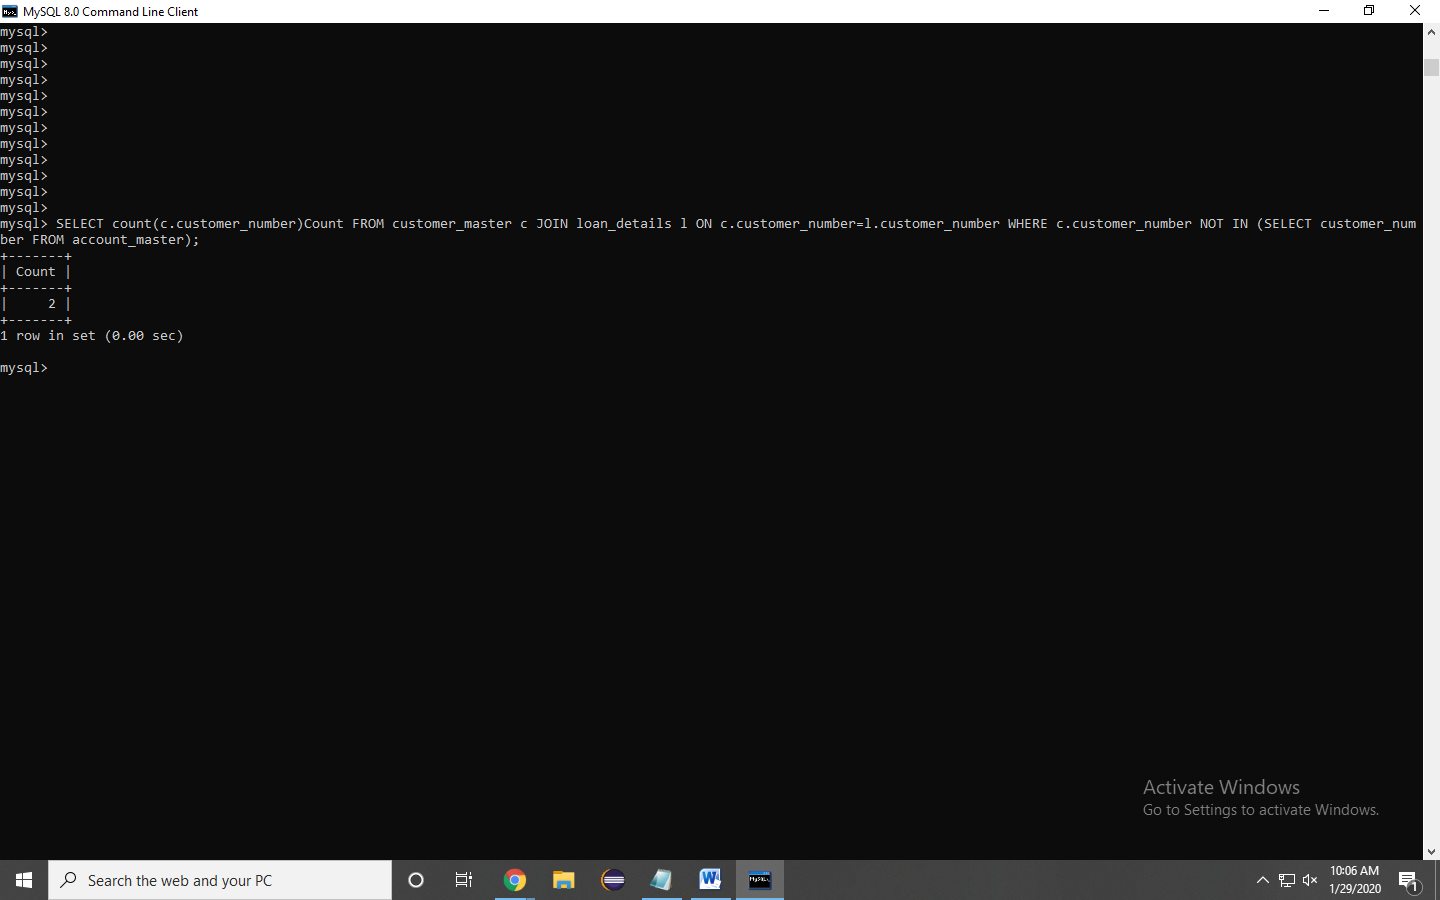 MySQL 8.0 Command Line Client
mysql>
mysql>
mysql>
mysql>
mysql>
mysql>
mysql>
mysql>
mysql>
mysql>
mysql>
mysql>
mysql> SELECT count(c.customer_number)Count FROM customer_master c JOIN loan_details l ON c.customer_number=l.customer_number WHERE c.customer_number NOT IN (SELECT customer_num
ber FROM account_master);
+-------+
| Count |
+-------+
|     2 |
+-------+
1 row in set (0.00 sec)
mysql>
Activate Windows
Go to Settings to activate Windows.
Search the web and your PC
10:06 AM
1/29/2020
1